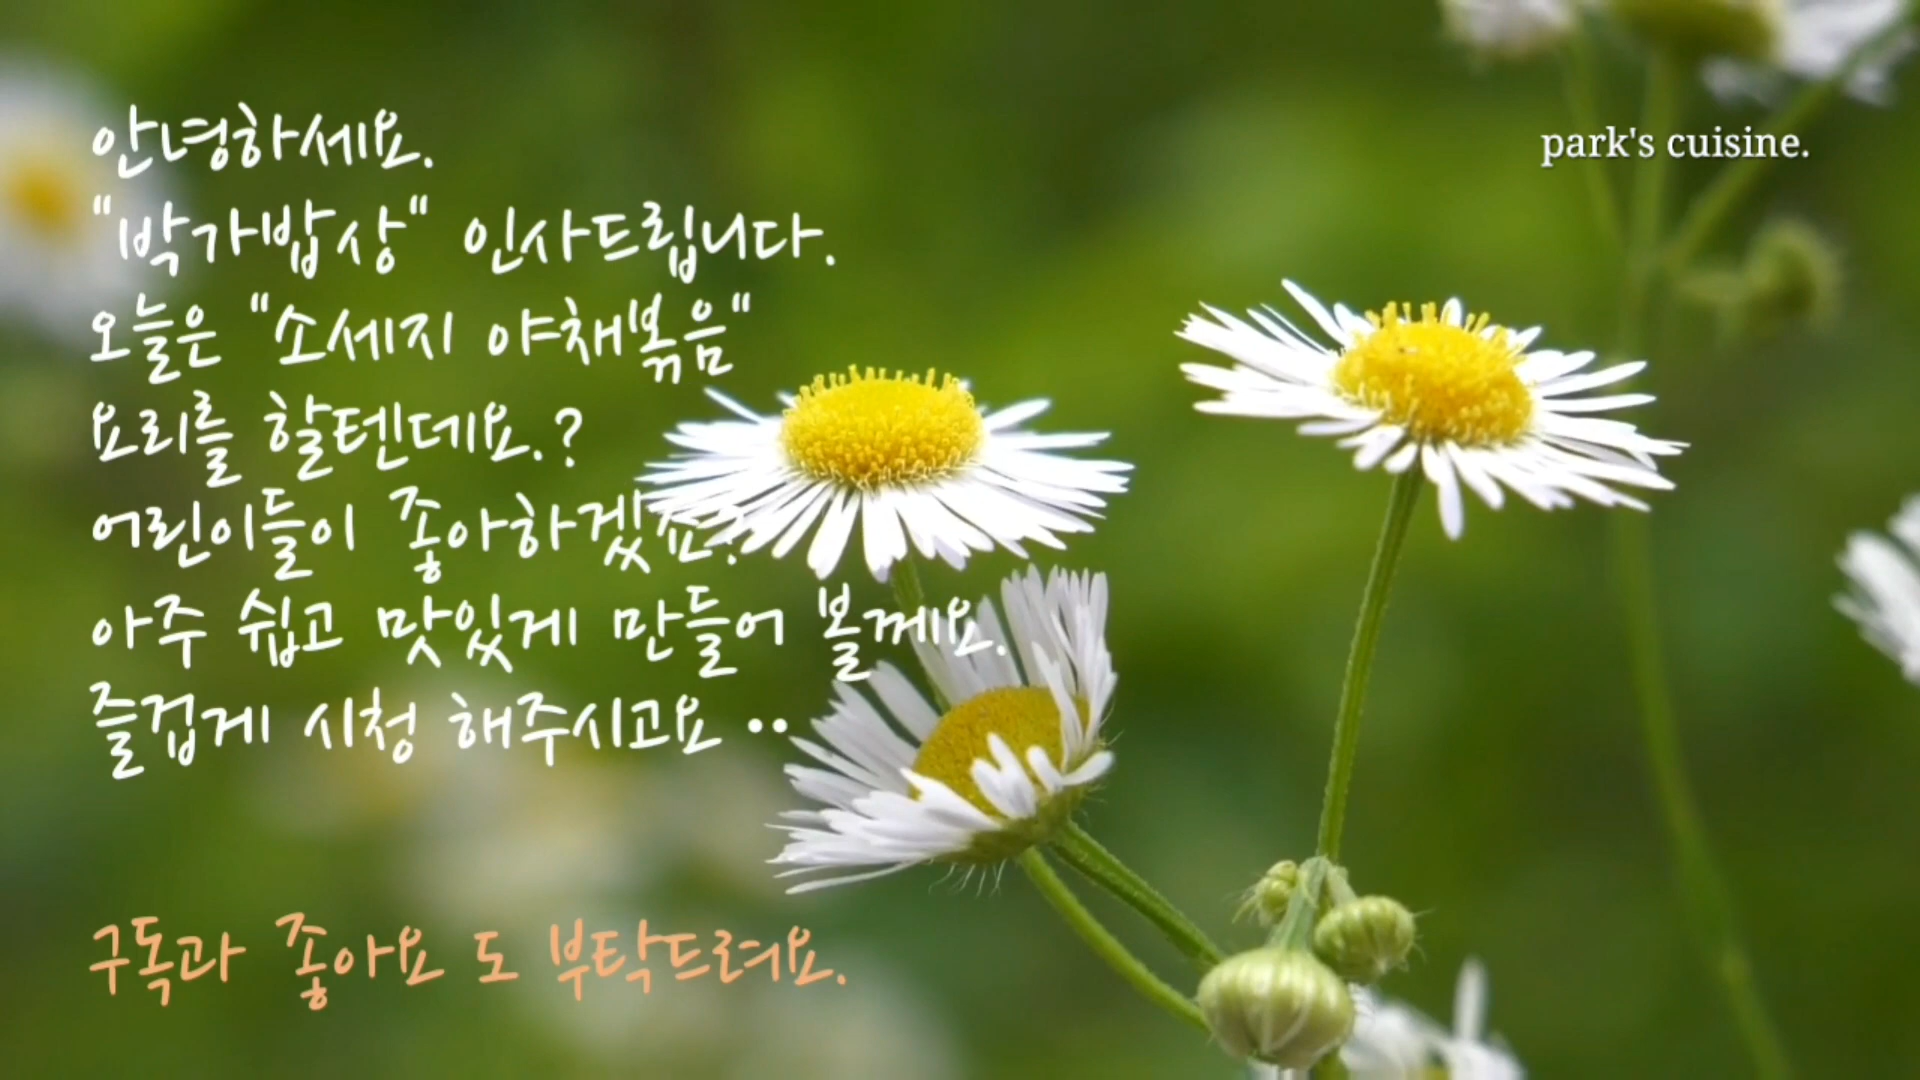 안녕하세요.
"박가밥상" 인사드립니다.
park's cuisine.
오늘은 "소세지 야채볶음"
요리를 할텐데요.?
어린이들이 좋아하겠죠?
아주 쉽고 맛있게 만들어 볼께요.
즐겁게 시청 해주시고요 ••
구독과 좋아요 도 부탁드려요.